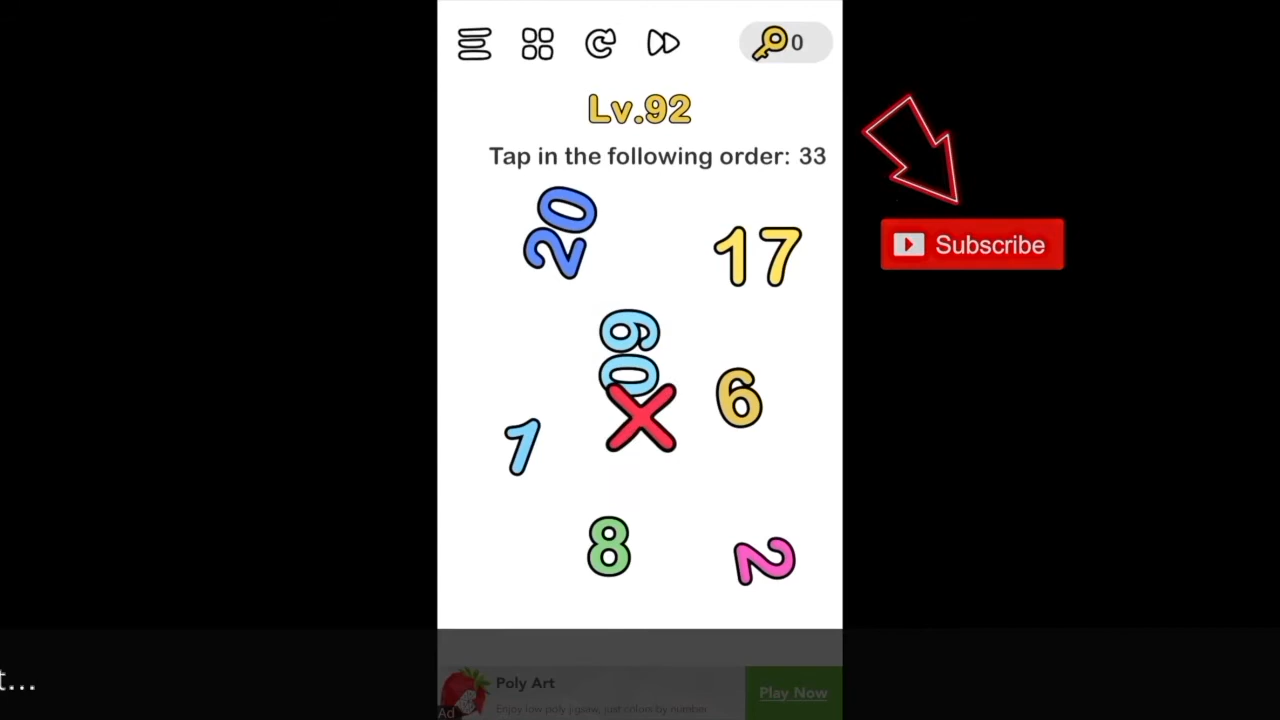 0
Lv.92
Tap in the following order: 33
20
17
60
6
1
8
2
Subscribe
t...
Poly Art
Play Now
Ad